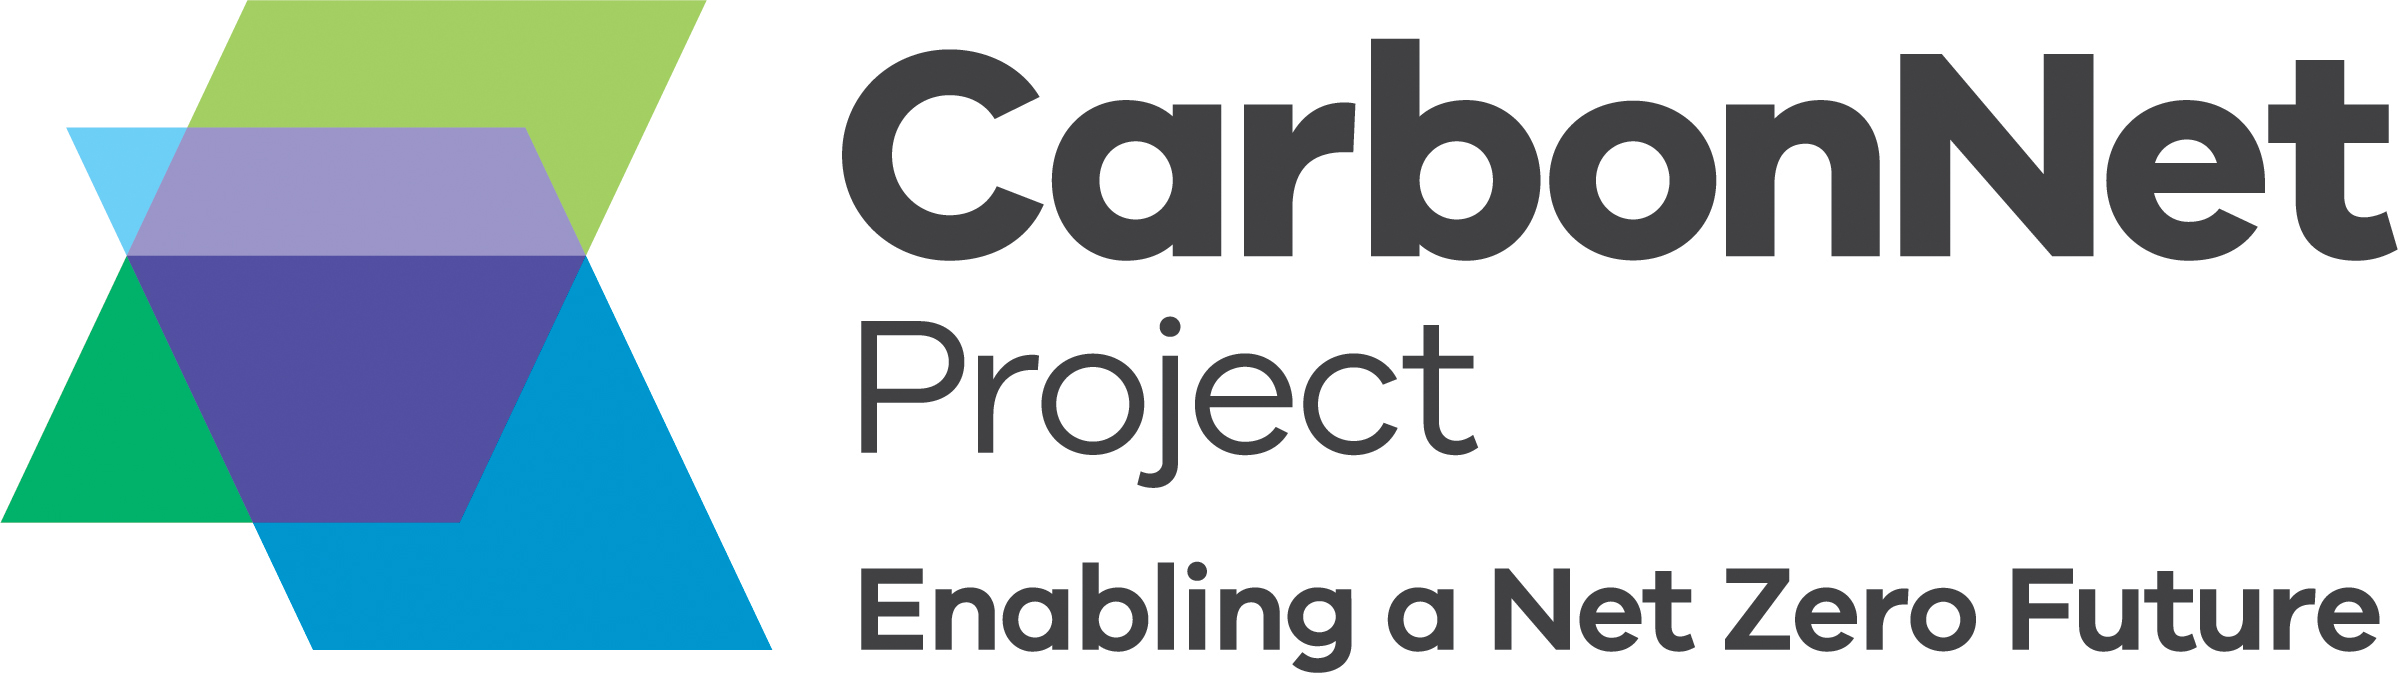 CarbonNet
Project
Enabling a Net Zero Future